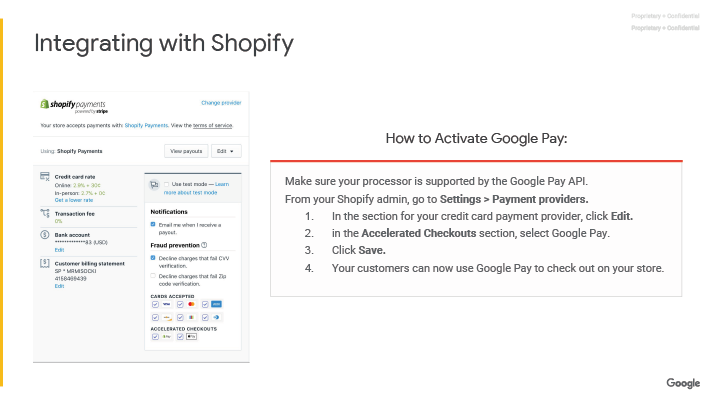 Proprietary + Confidential
Proprietary + Confidential
Integrating with Shopify
shopify payments
powered by stripe
Change provider
Your store accepts payments with: Shopify Payments. View the terms of service.
Using: Shopify Payments
View payouts
Edit
Credit card rate
Online: 2.9% + 30¢
In-person: 2.7% + 0¢
Get a lower rate
Transaction fee
0%
Bank account
************83 (USD)
Edit
Customer billing statement
SP * MRMISOCKI
4158469439
Edit
Use test mode — Learn
more about test mode
Notifications
Email me when I receive a
payout.
Fraud prevention
Decline charges that fail CVV
verification.
Decline charges that fail Zip
code verification.
CARDS ACCEPTED
VISA
ACCELERATED CHECKOUTS
G Pay
Pay
How to Activate Google Pay:
Make sure your processor is supported by the Google Pay API.
From your Shopify admin, go to Settings > Payment providers.
1. In the section for your credit card payment provider, click Edit.
2. in the Accelerated Checkouts section, select Google Pay.
3. Click Save.
4. Your customers can now use Google Pay to check out on your store.
Google